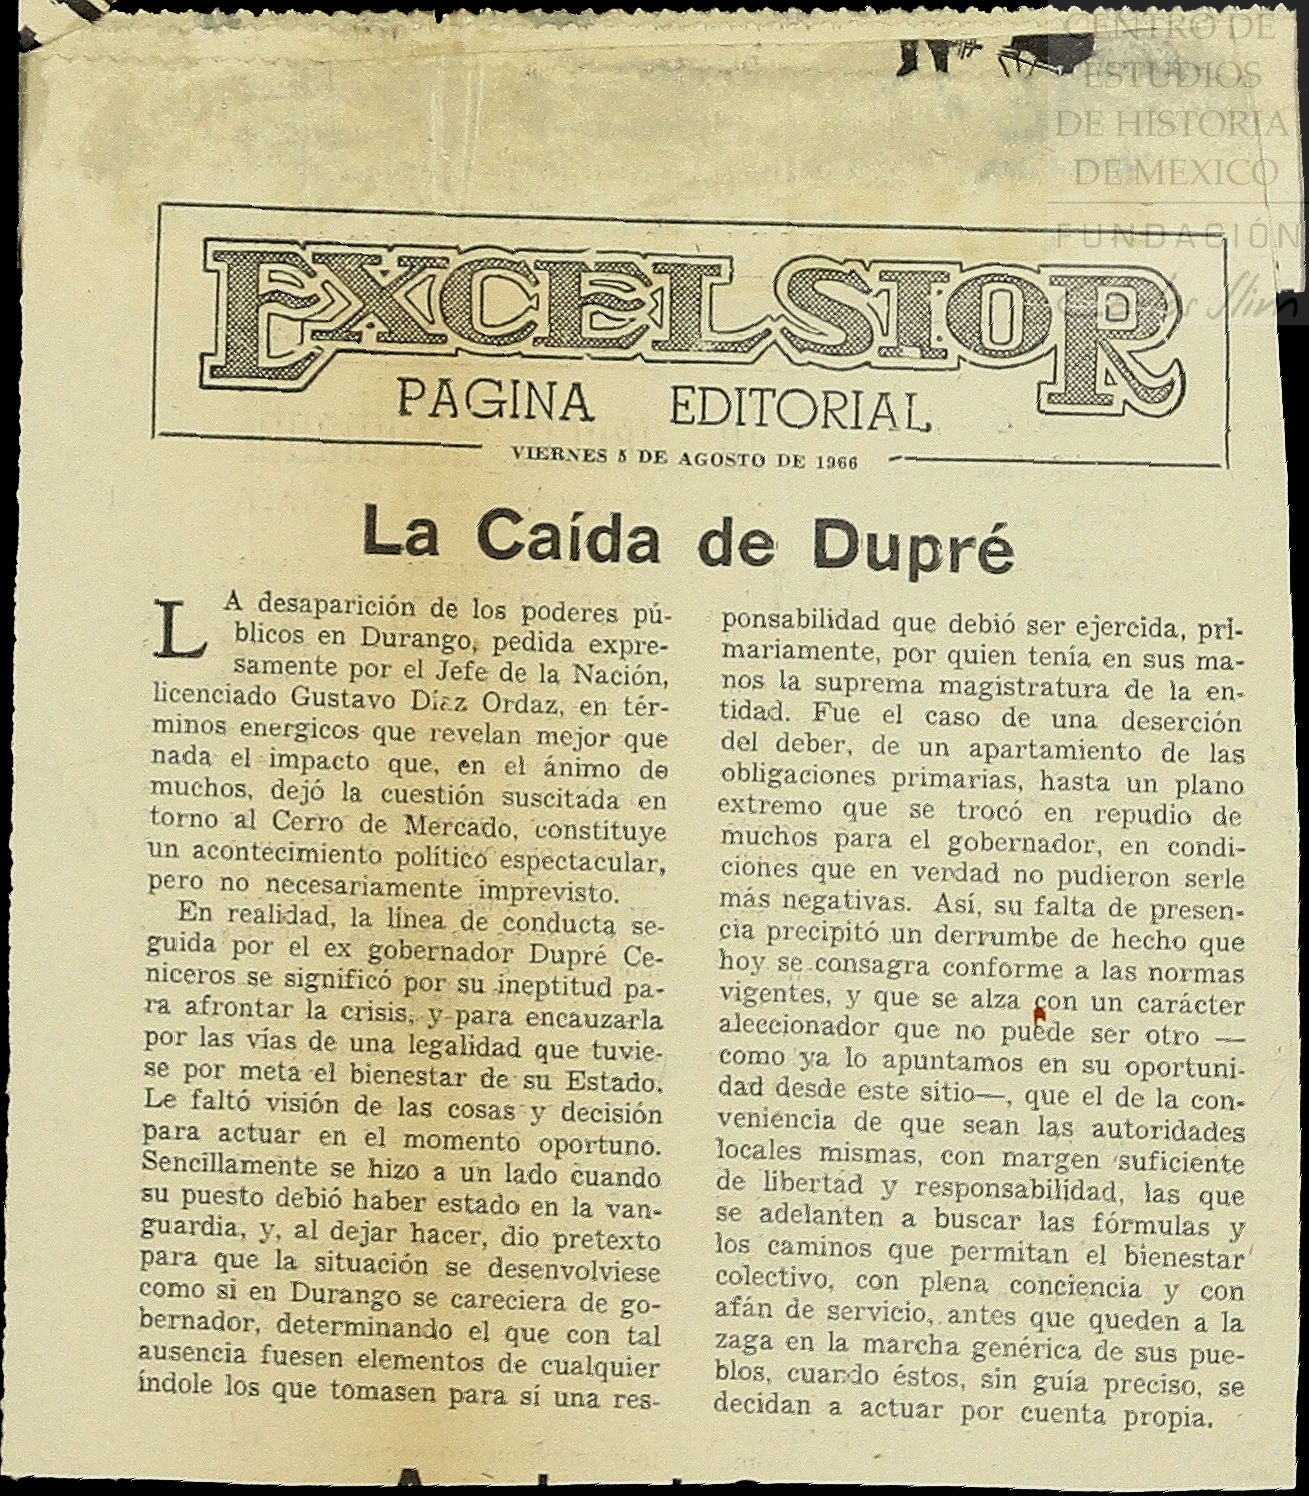 CENTRO DE
ESTUDIOS
DE HISTORIA
DE MEXICO
FUNDACIÓN
Carlos Slim
EXCELSIOR
PAGINA EDITORIAL
VIERNES 5 DE AGOSTO DE 1966
La Caída de Dupré
LA desaparición de los poderes pú-
blicos en Durango, pedida expre-
samente por el Jefe de la Nación,
licenciado Gustavo Díaz Ordaz, en tér-
minos energicos que revelan mejor que
nada el impacto que, en el ánimo de
muchos, dejó la cuestión suscitada en
torno al Cerro de Mercado, constituye
un acontecimiento político espectacular,
pero no necesariamente imprevisto.
En realidad, la línea de conducta se-
guida por el ex gobernador Dupré Ce-
niceros se significó por su ineptitud pa-
ra afrontar la crisis, y para encauzarla
por las vías de una legalidad que tuvie-
se por meta el bienestar de su Estado.
Le faltó visión de las cosas y decisión
para actuar en el momento oportuno.
Sencillamente se hizo a un lado cuando
su puesto debió haber estado en la van-
guardia, y, al dejar hacer, dio pretexto
para que la situación se desenvolviese
como si en Durango se careciera de go-
bernador, determinando el que con tal
ausencia fuesen elementos de cualquier
índole los que tomasen para sí una res-
ponsabilidad que debió ser ejercida, pri-
mariamente, por quien tenía en sus ma-
nos la suprema magistratura de la en-
tidad. Fue el caso de una deserción
del deber, de un apartamiento de las
obligaciones primarias, hasta un plano
extremo que se trocó en repudio de
muchos para el gobernador, en condi-
ciones que en verdad no pudieron serle
más negativas. Así, su falta de presen-
cia precipitó un derrumbe de hecho que
hoy se consagra conforme a las normas
vigentes, y que se alza con un carácter
aleccionador que no puede ser otro —
como ya lo apuntamos en su oportuni-
dad desde este sitio—, que el de la con-
veniencia de que sean las autoridades
locales mismas, con margen suficiente
de libertad y responsabilidad, las que
se adelanten a buscar las fórmulas y
los caminos que permitan el bienestar
colectivo, con plena conciencia y con
afán de servicio, antes que queden a la
zaga en la marcha genérica de sus pue-
blos, cuando éstos, sin guía preciso, se
decidan a actuar por cuenta propia.